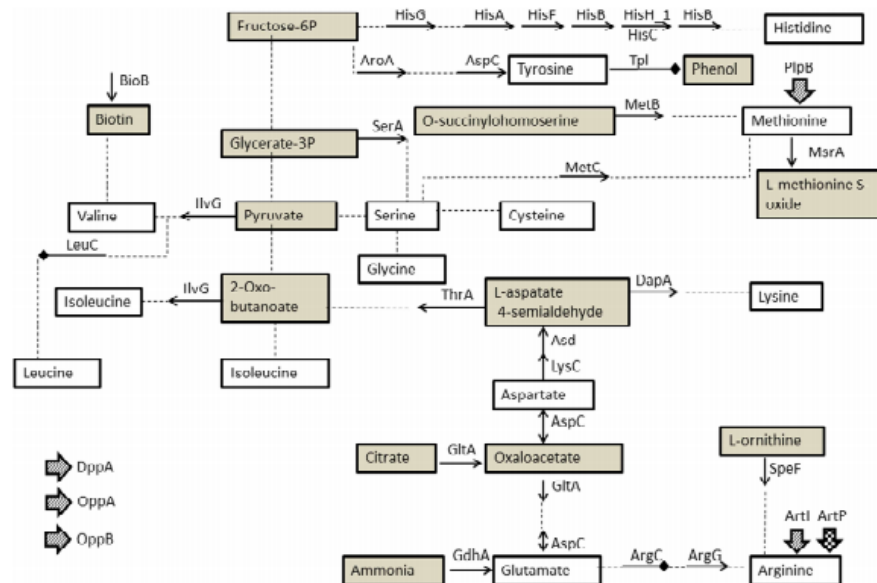 HisG HisA HisF HisB HisH_1 HisB
Fructose-6P
HisC
Histidine
AroA AspC Tyrosine Tpl Phenol
PlpB
BioB
Biotin
SerA
O-succinylohomoserine
MetB
Methionine
Glycerate-3P
MsrA
MetC
L methionine S
oxide
Valine IlvG Pyruvate Serine Cysteine
LeuC
Glycine
Isoleucine IlvG
2-Oxo-
butanoate
ThrA
L-aspatate
4-semialdehyde
DapA
Lysine
Asd
LysC
Leucine Isoleucine
Aspartate
AspC
L-ornithine
Citrate GltA Oxaloacetate
SpeF
DppA
GltA
OppA
ArtI ArtP
OppB
AspC
Ammonia GdhA Glutamate ArgC ArgG Arginine